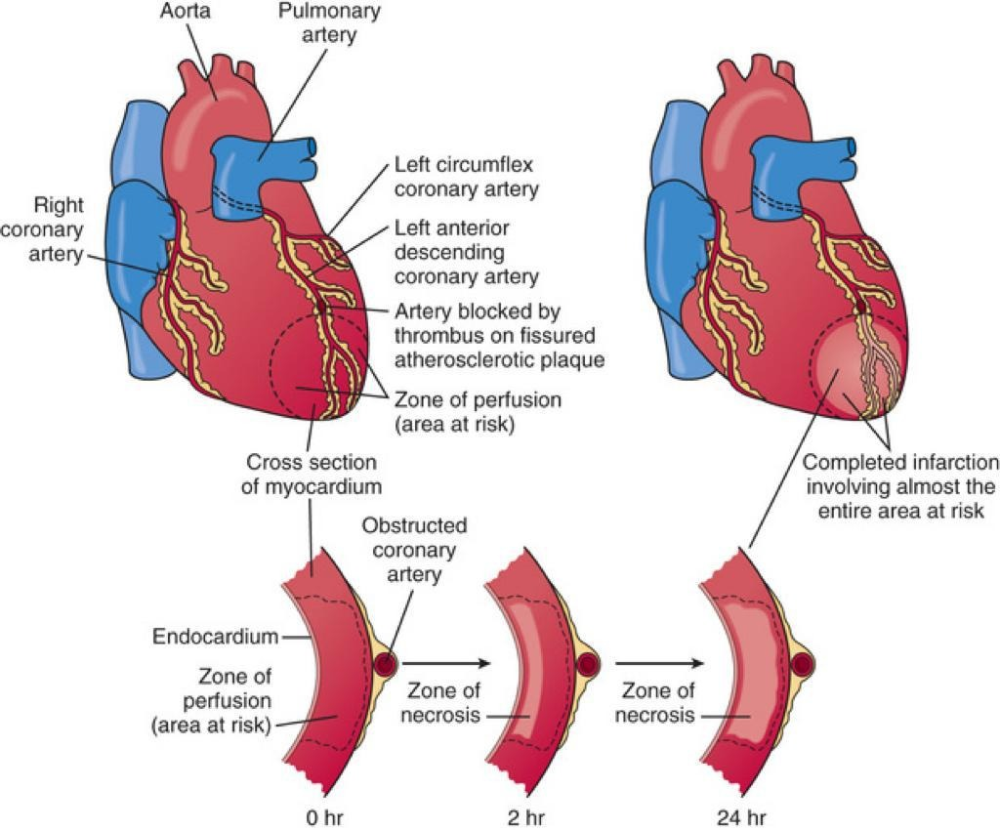 Aorta
Pulmonary
artery
Left circumflex
coronary artery
Right
coronary
artery
Left anterior
descending
coronary artery
Artery blocked by
thrombus on fissured
atherosclerotic plaque
Zone of perfusion
(area at risk)
Cross section
of myocardium
Completed infarction
involving almost the
entire area at risk
Obstructed
coronary
artery
Endocardium
Zone of
perfusion
(area at risk)
Zone of
necrosis
Zone of
necrosis
0 hr
2 hr
24 hr